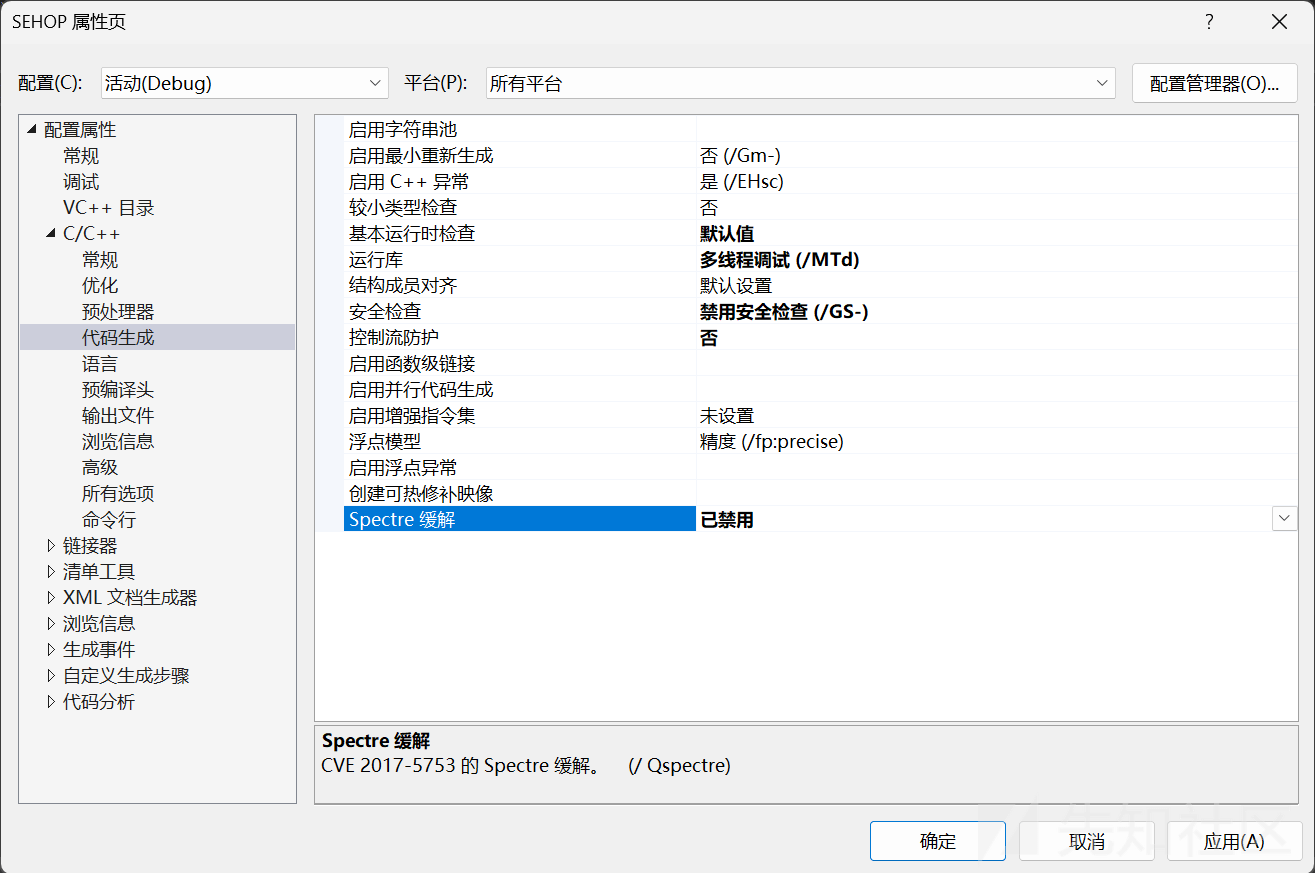 SEHOP 属性页
?
配置(C): 活动(Debug) 平台(P): 所有平台 配置管理器(O)...
配置属性
常规
调试
VC++ 目录
C/C++
常规
优化
预处理器
代码生成
语言
预编译头
输出文件
浏览信息
高级
所有选项
命令行
链接器
清单工具
XML 文档生成器
浏览信息
生成事件
自定义生成步骤
代码分析
启用字符串池
启用最小重新生成 否 (/Gm-)
启用 C++ 异常 是 (/EHsc)
较小类型检查 否
基本运行时检查 默认值
运行库 多线程调试 (/MTd)
结构成员对齐 默认设置
安全检查 禁用安全检查 (/GS-)
控制流防护 否
启用函数级链接
启用并行代码生成
启用增强指令集 未设置
浮点模型 精度 (/fp:precise)
启用浮点异常
创建可热修补映像
Spectre 缓解 已禁用
Spectre 缓解
CVE 2017-5753 的 Spectre 缓解。 (/ Qspectre)
确定 取消 应用(A)
先知社区